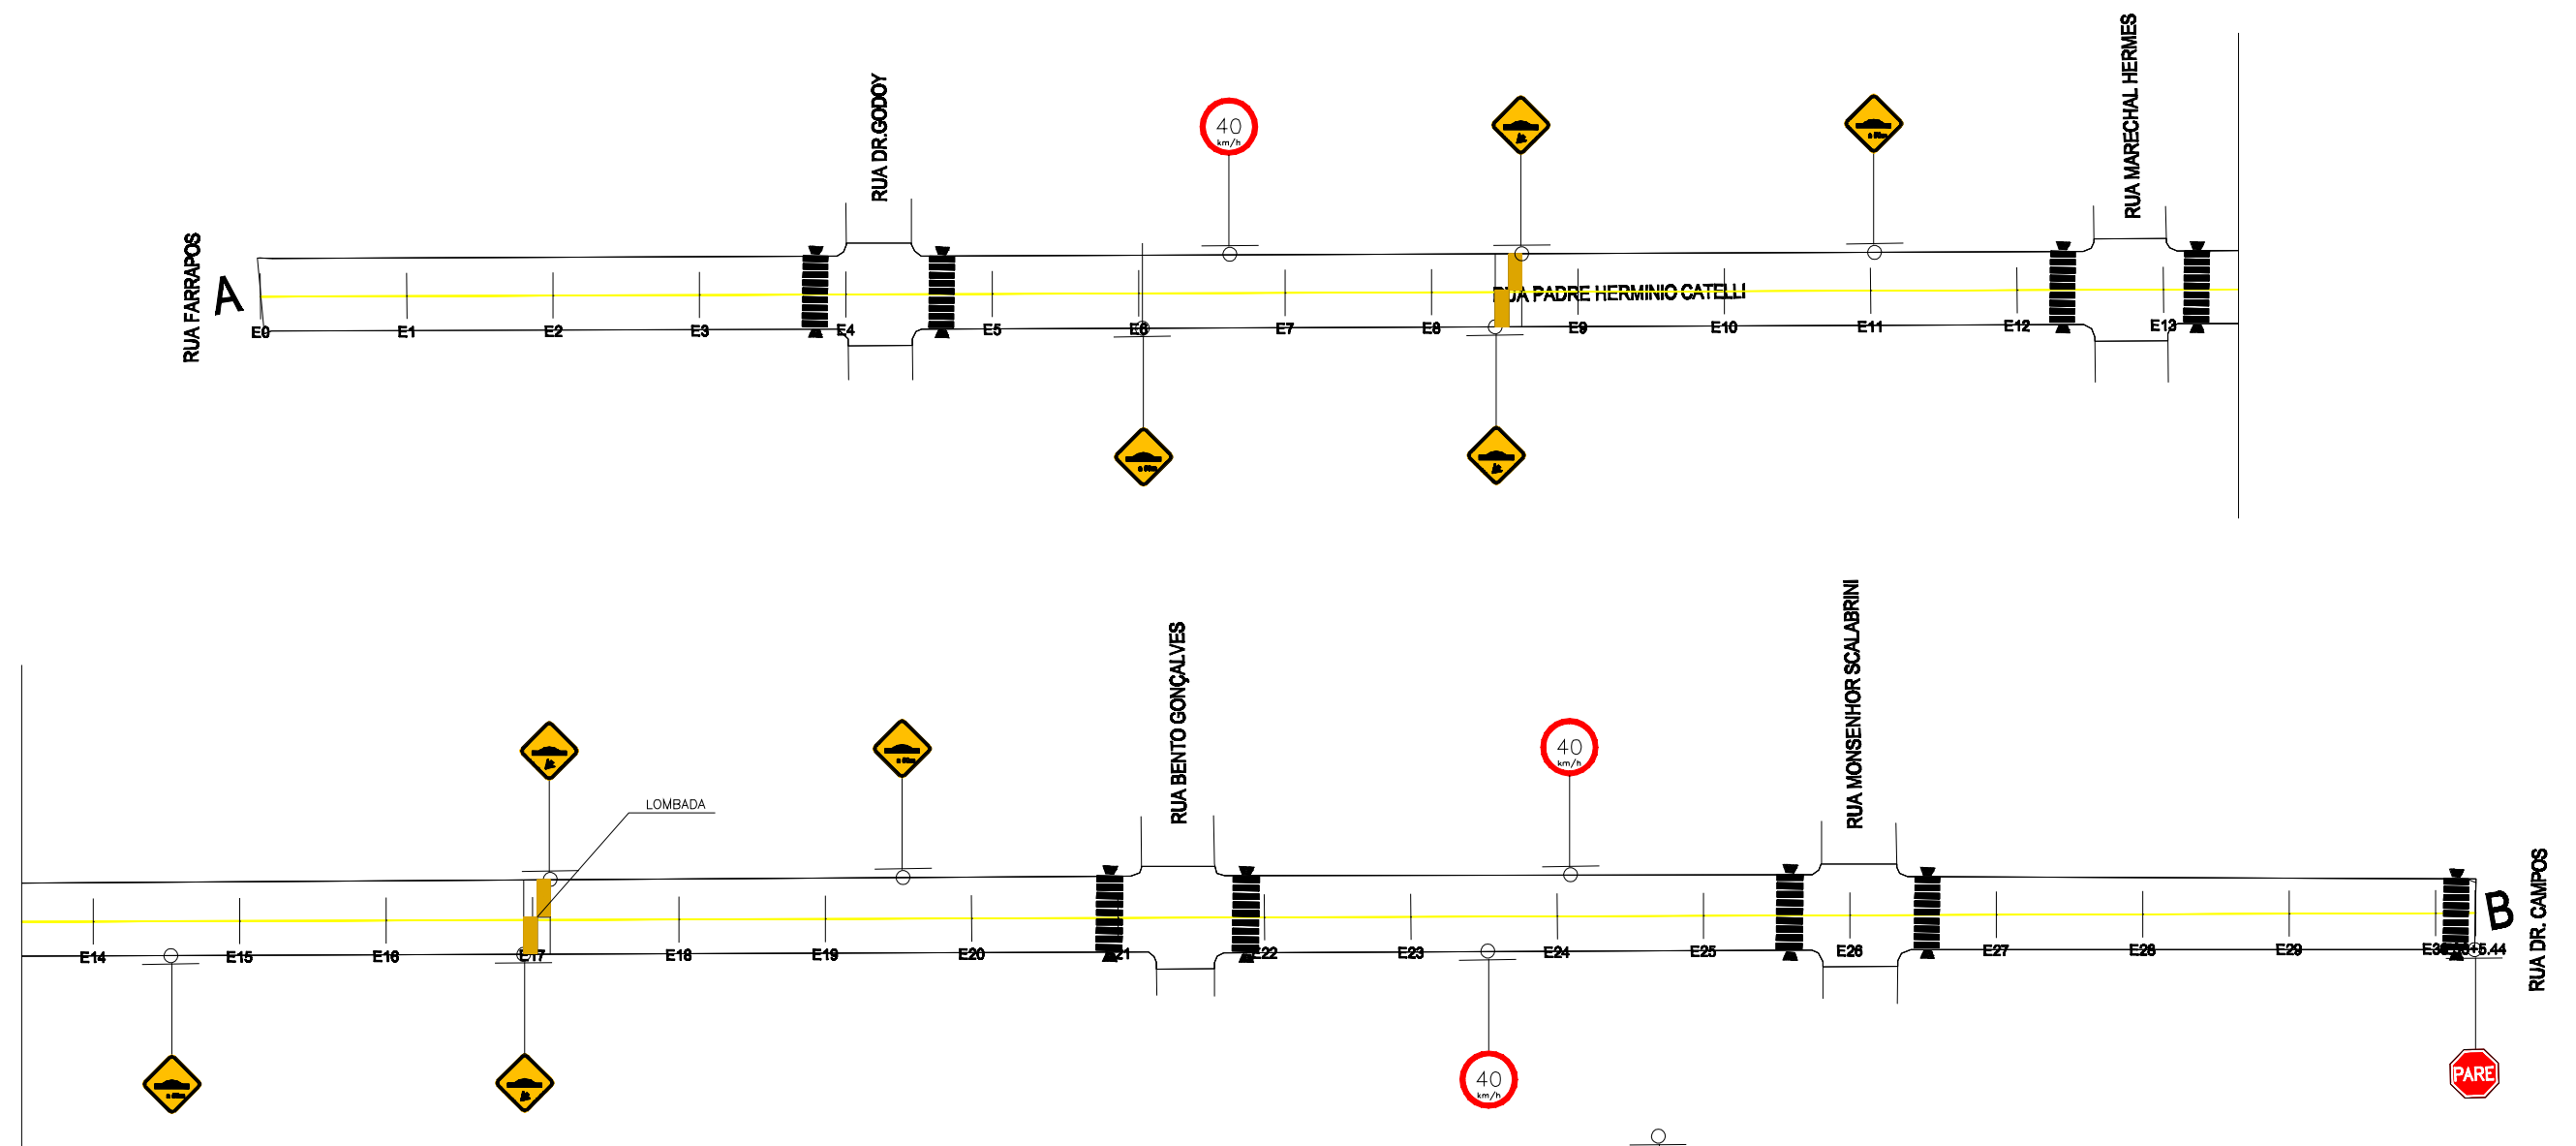 RUA DR.GODOY
RUA MARECHAL HERMES
40
km/h
RUA FARRAPOS
A
RUA PADRE HERMINIO CATELLI
E0 E1 E2 E3 E4 E5 E6 E7 E8 E9 E10 E11 E12 E13
RUA BENTO GONÇALVES
RUA MONSENHOR SCALABRINI
40
km/h
LOMBADA
B
RUA DR. CAMPOS
E14 E15 E16 E17 E18 E19 E20 E21 E22 E23 E24 E25 E26 E27 E28 E29
40
km/h
PARE